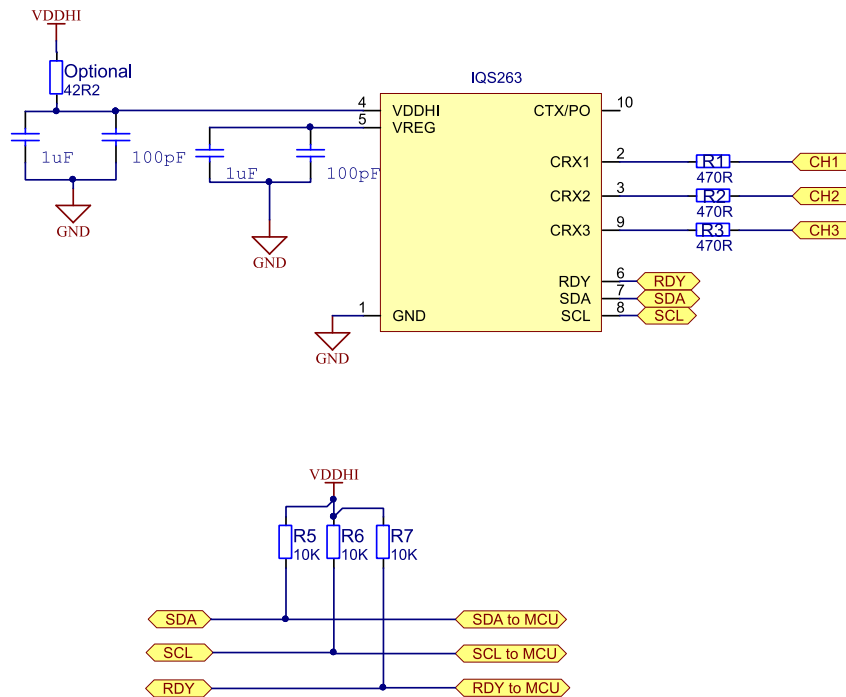 VDDHI
Optional
42R2
1uF
100pF
GND
1uF
100pF
GND
IQS263
4
VDDHI
5
VREG
1
GND
GND
CTX/PO
10
CRX1
2
R1
470R
CH1
CRX2
3
R2
470R
CH2
CRX3
9
R3
470R
CH3
RDY
6
RDY
SDA
7
SDA
SCL
8
SCL
VDDHI
R5
10K
R6
10K
R7
10K
SDA
SDA to MCU
SCL
SCL to MCU
RDY
RDY to MCU